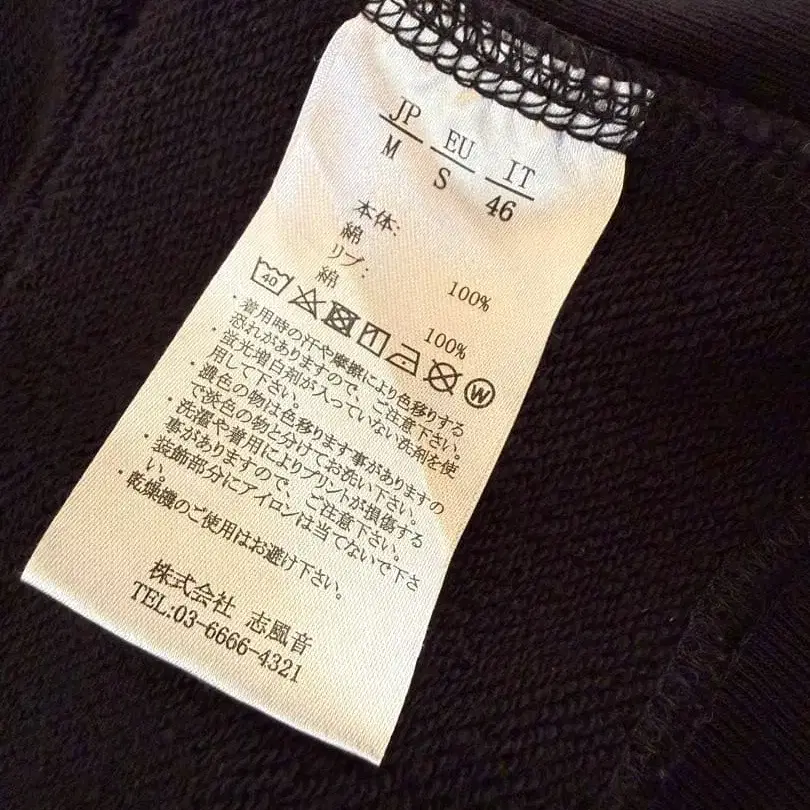 JP EU IT
M S 46
本体:
綿 100%
リブ:
綿 100%
40 W
・着用時の汗や摩擦により色移りする
恐れがありますので、ご注意下さい。
・蛍光増白剤が入っていない洗剤を使
用して下さい。
・濃色の物は色移りします事がありますの
で淡色の物と分けてお洗い下さい。
・洗濯や着用によりプリントが損傷する
事がありますので、ご注意下さい。
・装飾部分にアイロンは当てないで下さ
い。
・乾燥機のご使用はお避け下さい。
株式会社 志風音
TEL:03-6666-4321